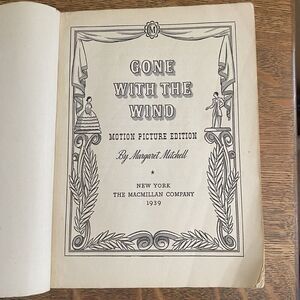 M
GONE
WITH THE
WIND
MOTION PICTURE EDITION
By Margaret Mitchell
NEW YORK
THE MACMILLAN COMPANY
1939